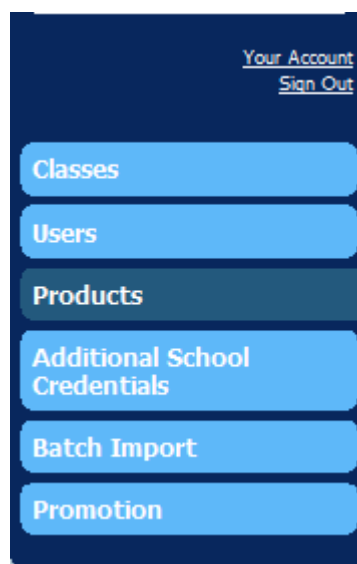 Your Account
Sign Out
Classes
Users
Products
Additional School
Credentials
Batch Import
Promotion